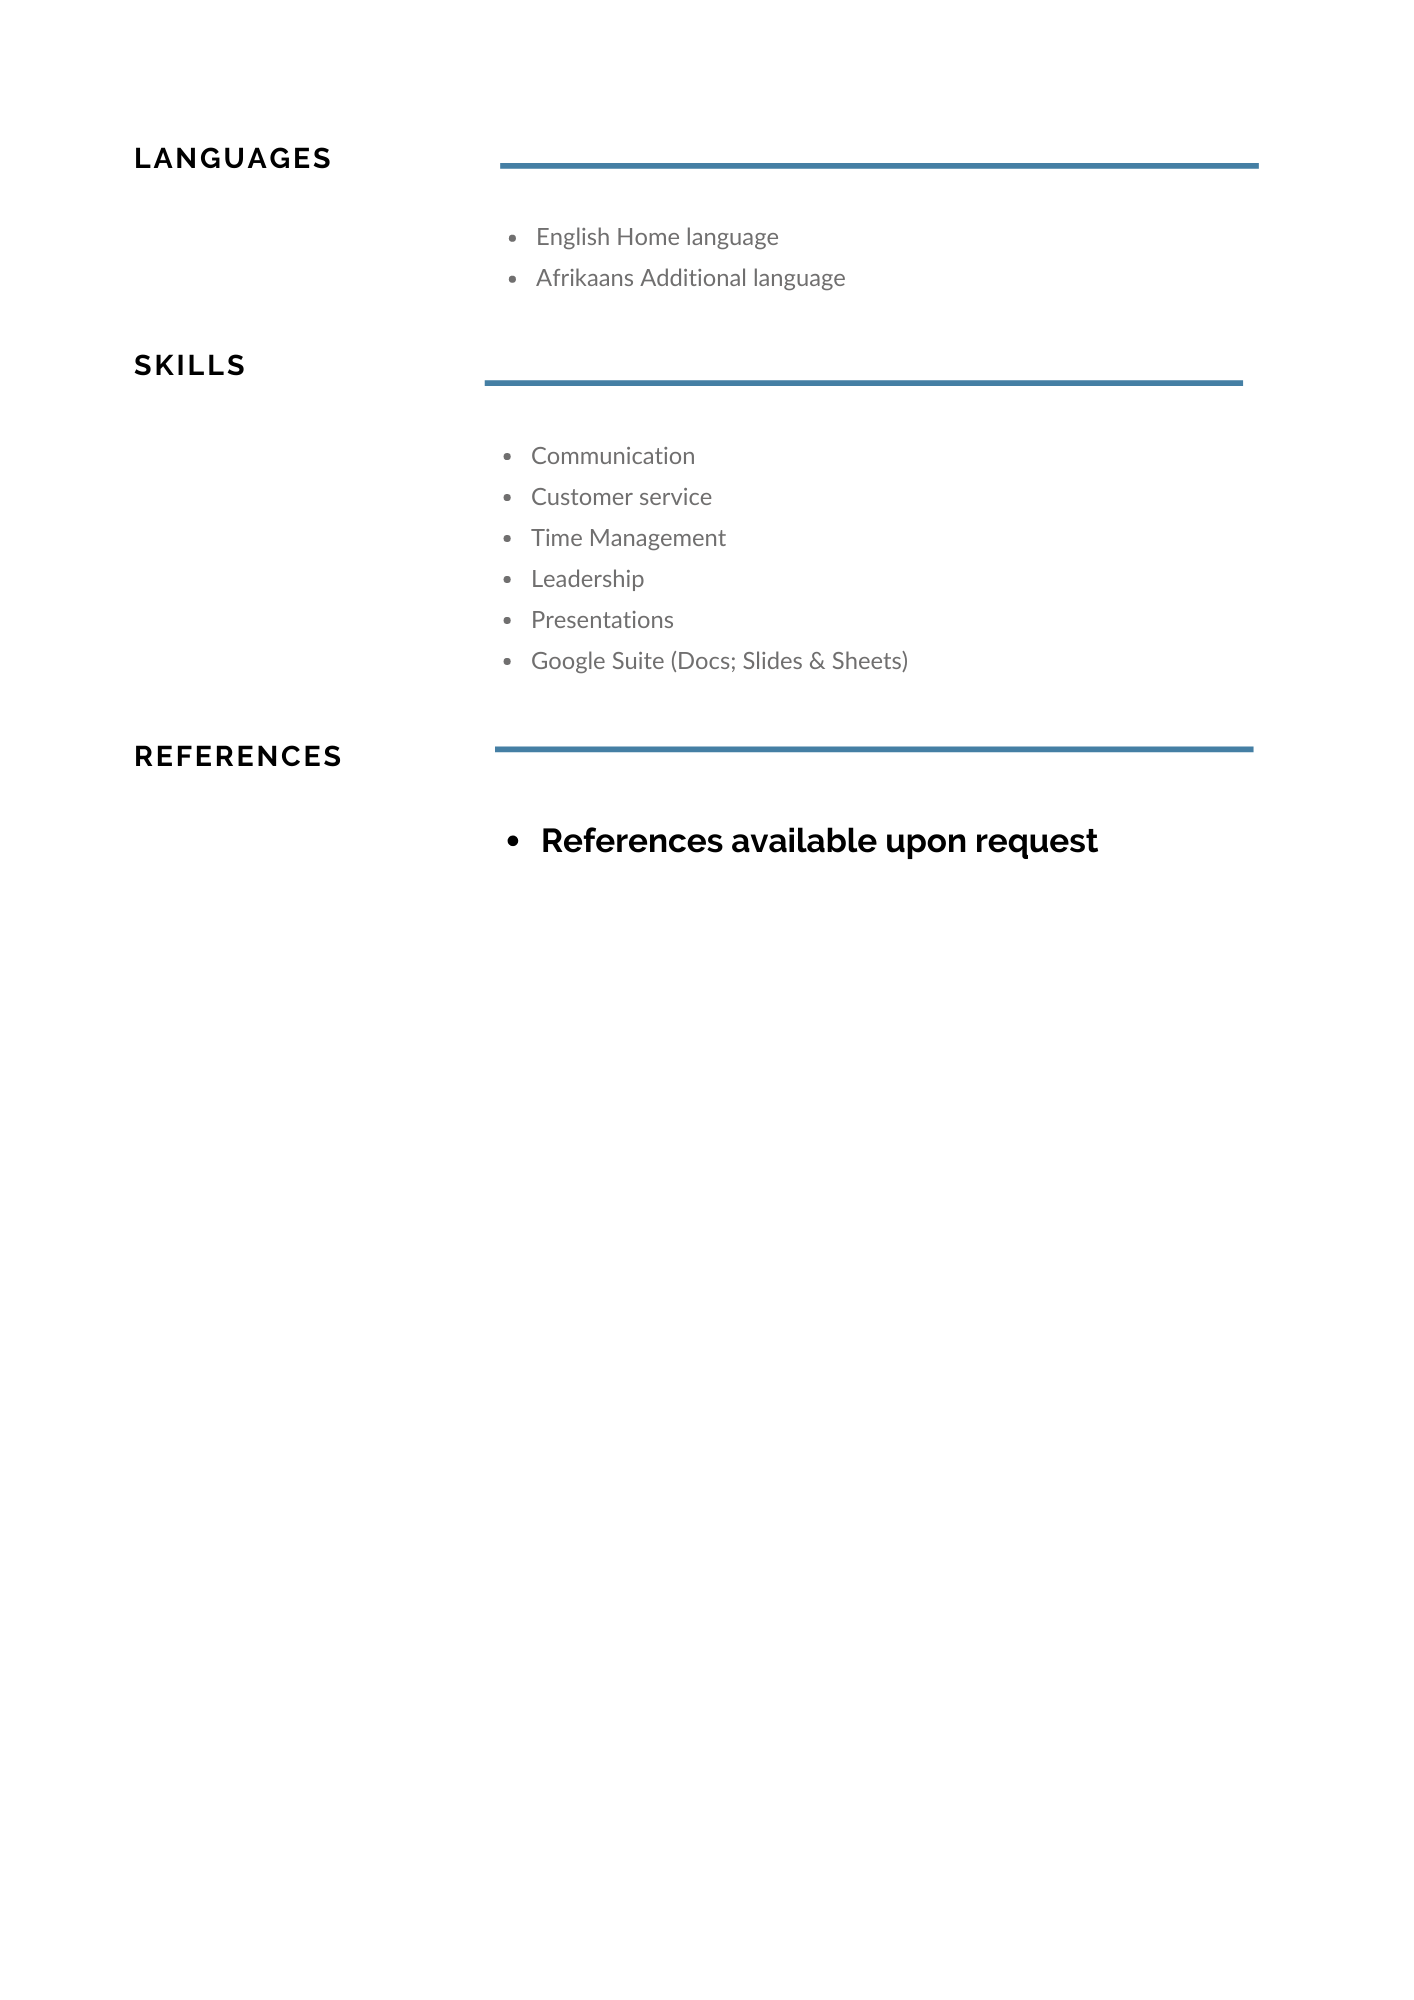 LANGUAGES
• English Home language
• Afrikaans Additional language
SKILLS
• Communication
• Customer service
• Time Management
• Leadership
• Presentations
• Google Suite (Docs; Slides & Sheets)
REFERENCES
• References available upon request